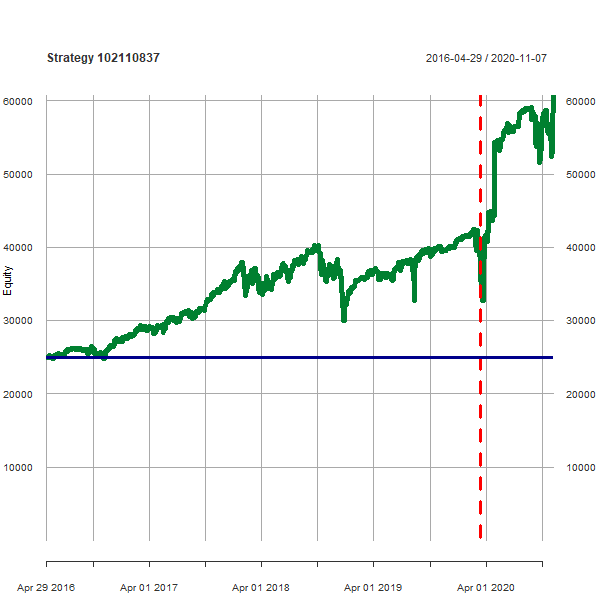 Strategy 102110837
2016-04-29 / 2020-11-07
60000
60000
50000
50000
40000
40000
Equity
30000
30000
20000
20000
10000
10000
Apr 29 2016
Apr 01 2017
Apr 01 2018
Apr 01 2019
Apr 01 2020